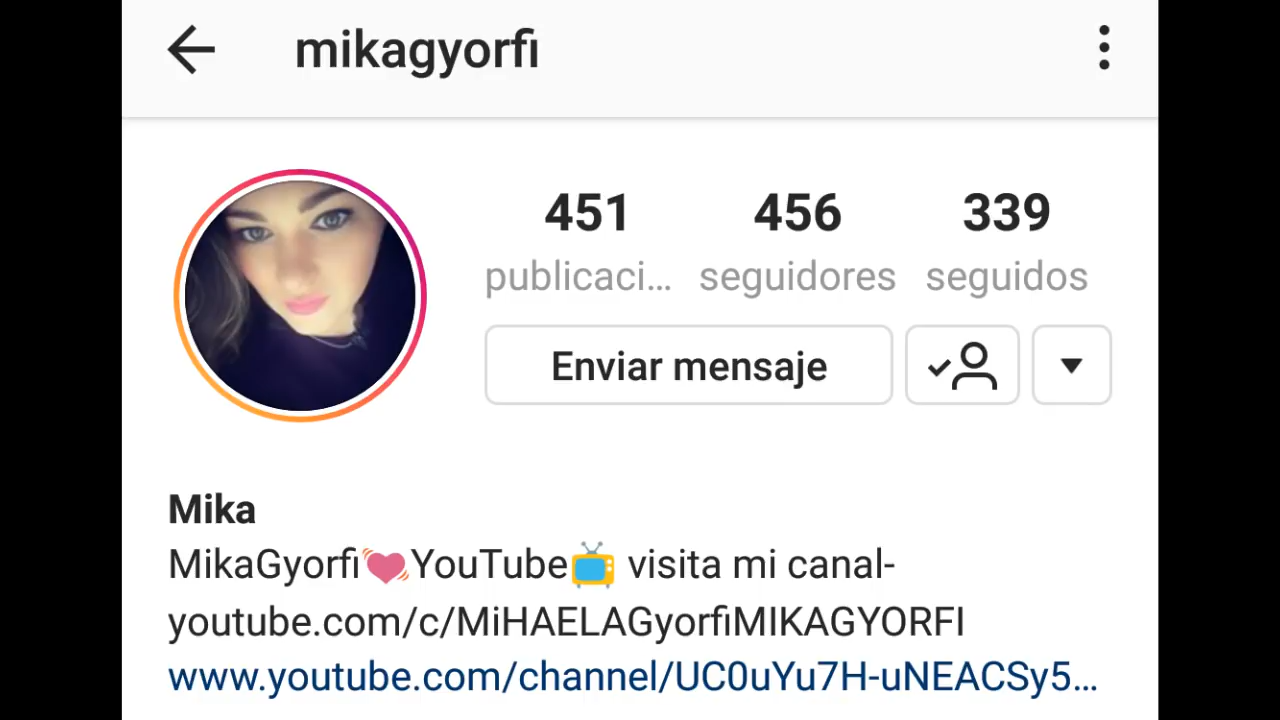 mikagyorfi
451 456 339
publicaci... seguidores seguidos
Enviar mensaje
Mika
MikaGyorfi💓YouTube📺 visita mi canal-
youtube.com/c/MiHAELAGyorfiMIKAGYORFI
www.youtube.com/channel/UC0uYu7H-uNEACSy5...